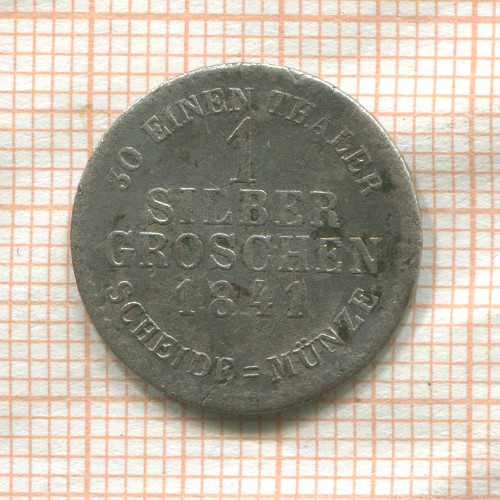 30 EINEN THALER
1
SILBER
GROSCHEN
1841
SCHEIDE = MÜNZE